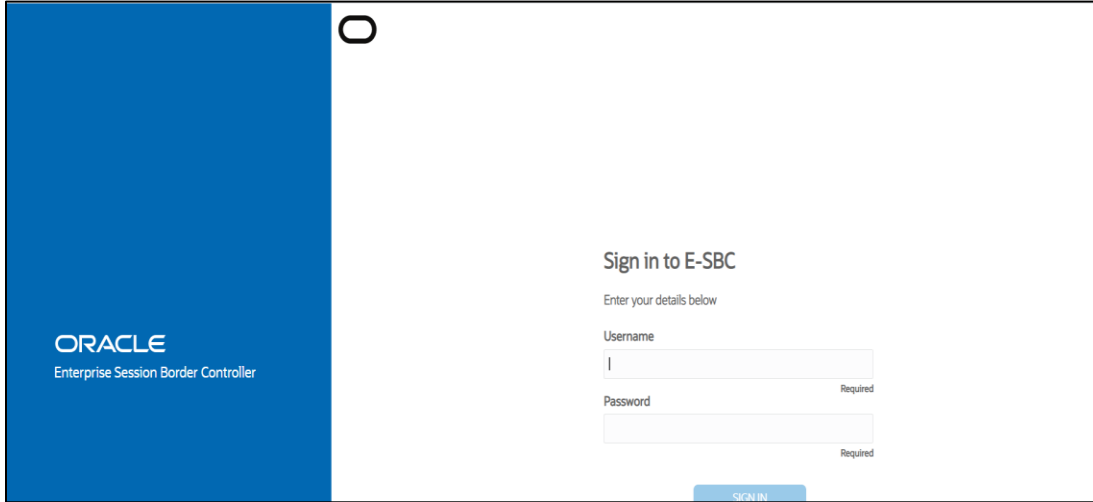 ORACLE
Enterprise Session Border Controller
Sign in to E-SBC
Enter your details below
Username
Required
Password
Required
SIGN IN